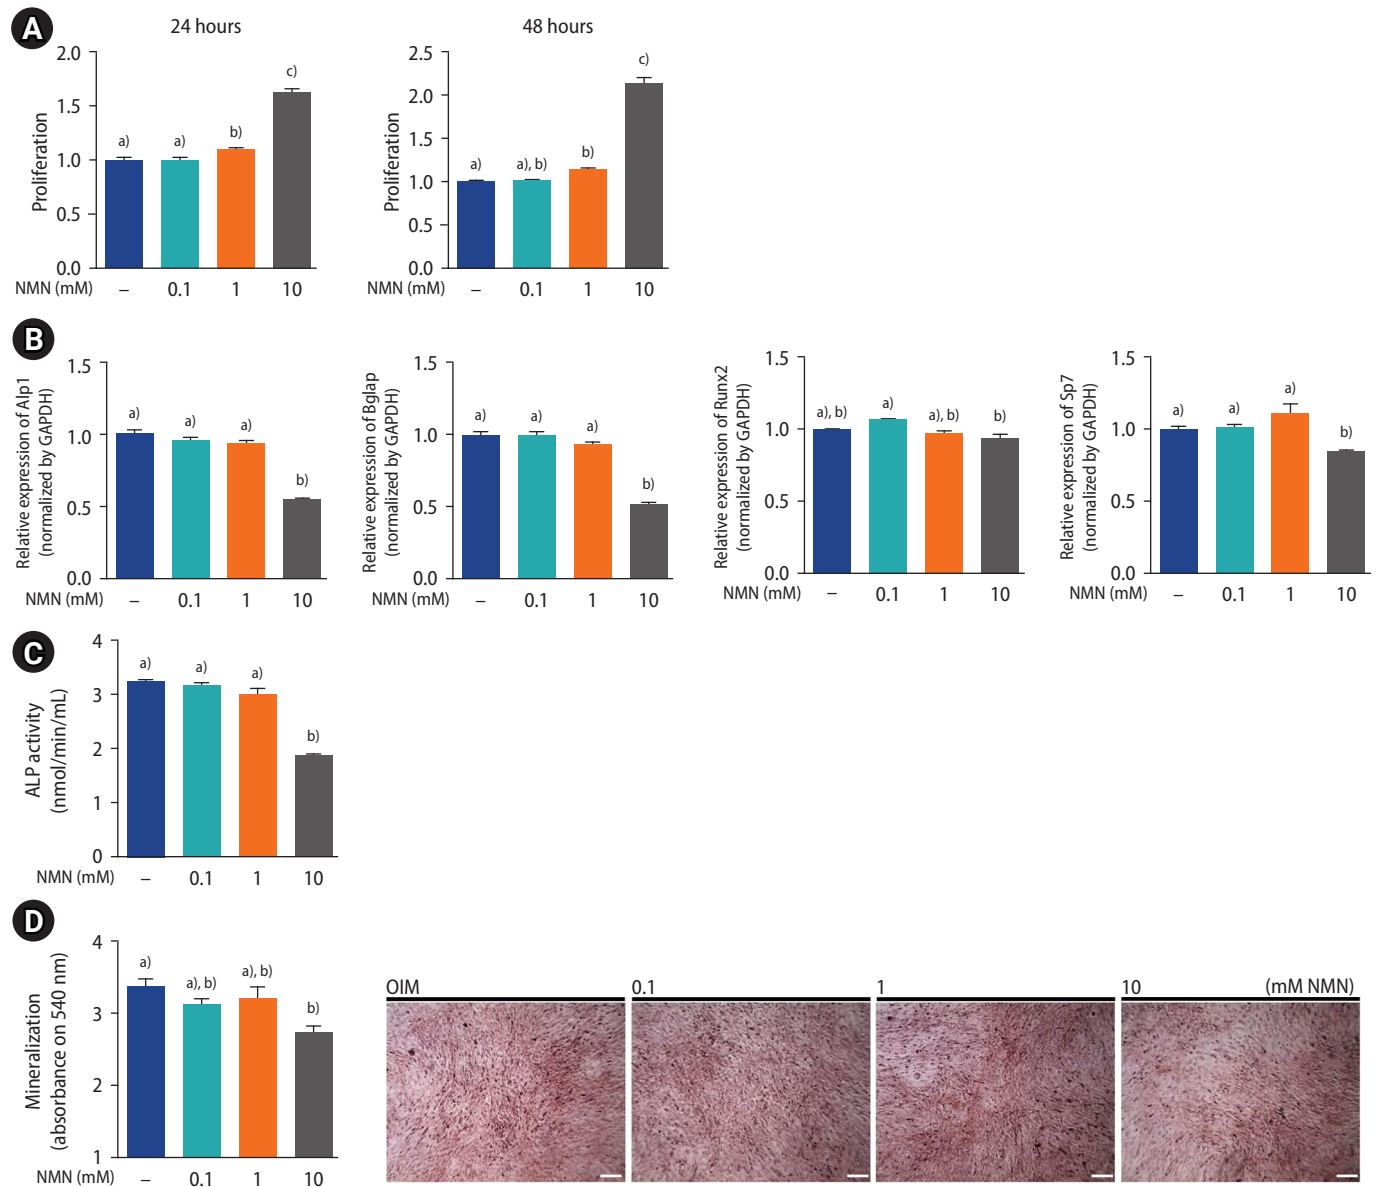 A
24 hours
48 hours
Proliferation
2.0
1.5
1.0
0.5
0.0
a)
a)
b)
c)
NMN (mM)
– 0.1 1 10
Proliferation
2.5
2.0
1.5
1.0
0.5
0.0
a)
a), b)
b)
c)
NMN (mM)
– 0.1 1 10
B
Relative expression of Alp1
(normalized by GAPDH)
1.5
1.0
0.5
0.0
a)
a)
a)
b)
NMN (mM)
– 0.1 1 10
Relative expression of Bglap
(normalized by GAPDH)
1.5
1.0
0.5
0.0
a)
a)
a)
b)
NMN (mM)
– 0.1 1 10
Relative expression of Runx2
(normalized by GAPDH)
1.5
1.0
0.5
0.0
a), b)
a)
a), b)
b)
NMN (mM)
– 0.1 1 10
Relative expression of Sp7
(normalized by GAPDH)
1.5
1.0
0.5
0.0
a)
a)
a)
b)
NMN (mM)
– 0.1 1 10
C
ALP activity
(nmol/min/mL)
4
3
2
1
0
a)
a)
a)
b)
NMN (mM)
– 0.1 1 10
D
Mineralization
(absorbance on 540 nm)
4
3
2
1
a)
a), b)
a), b)
b)
NMN (mM)
– 0.1 1 10
OIM 0.1 1 10 (mM NMN)